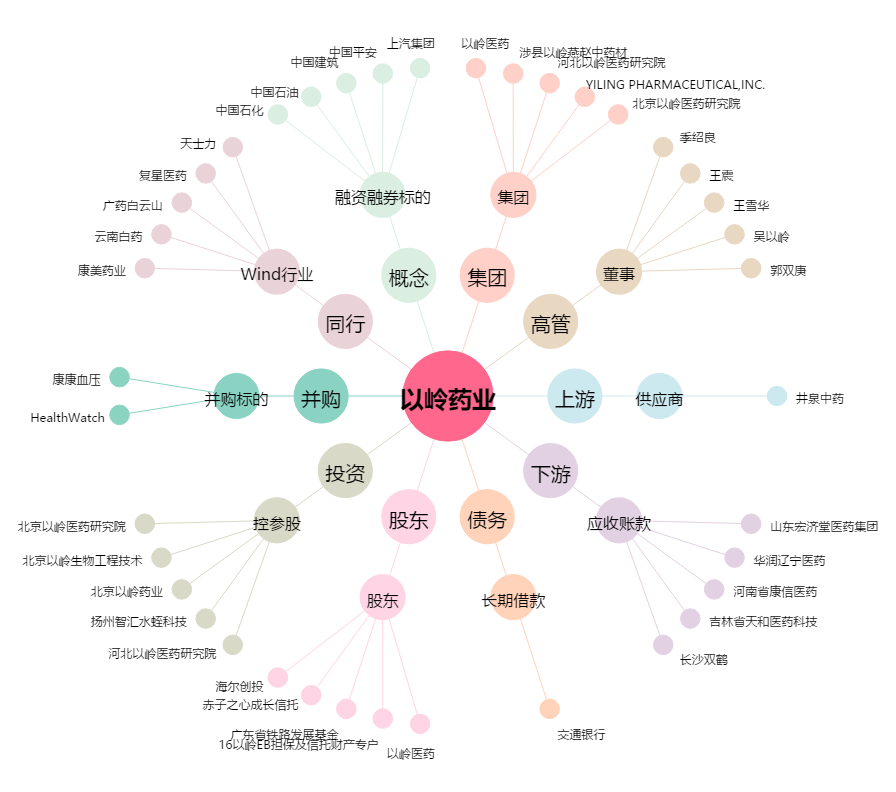 上汽集团
中国平安
中国建筑
中国石油
中国石化
融资融券标的
概念
以岭医药
涉县以岭燕赵中药材
河北以岭医药研究院
YILING PHARMACEUTICAL,INC.
北京以岭医药研究院
集团
集团
季绍良
王震
王雪华
吴以岭
郭双庚
董事
高管
天士力
复星医药
广药白云山
云南白药
康美药业
Wind行业
同行
康康血压
HealthWatch
并购标的
并购
以岭药业
上游
供应商
井泉中药
投资
控参股
北京以岭医药研究院
北京以岭生物工程技术
北京以岭药业
扬州智汇水蛭科技
河北以岭医药研究院
下游
应收账款
山东宏济堂医药集团
华润辽宁医药
河南省康信医药
吉林省天和医药科技
长沙双鹤
股东
股东
海尔创投
赤子之心成长信托
广东省铁路发展基金
16以岭EB担保及信托财产专户
以岭医药
债务
长期借款
交通银行